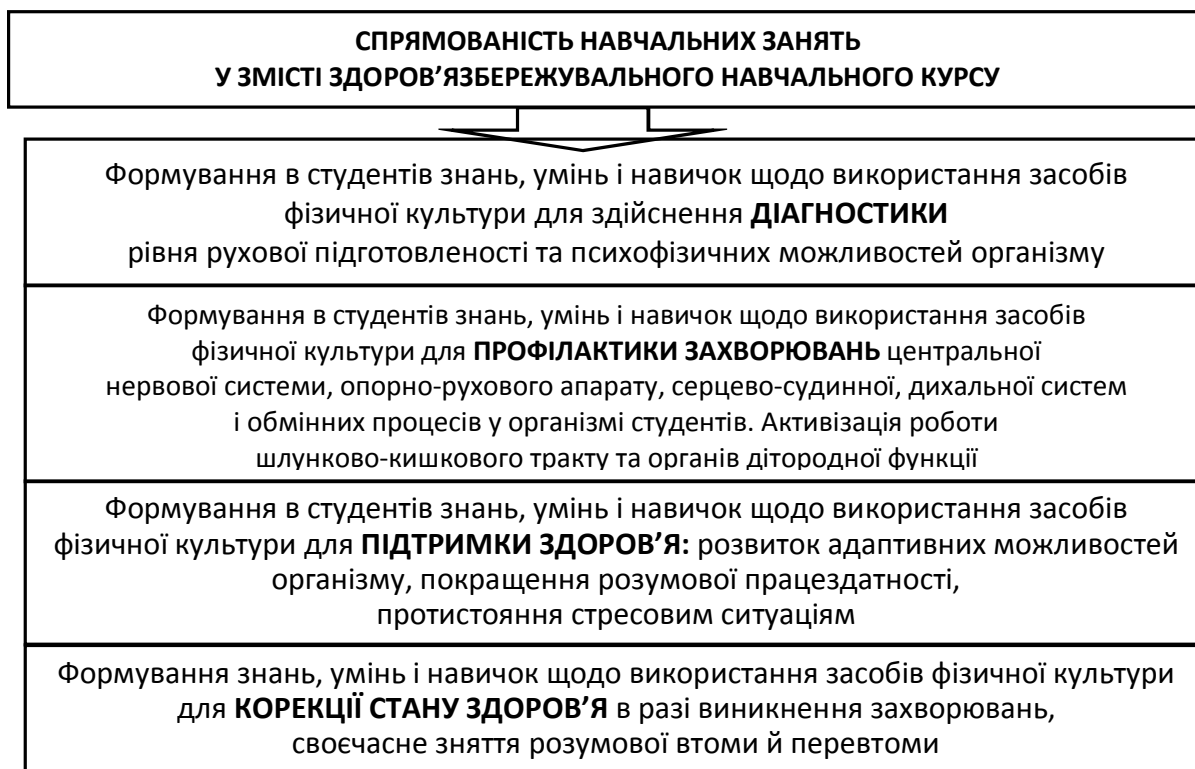 СПРЯМОВАНІСТЬ НАВЧАЛЬНИХ ЗАНЯТЬ
У ЗМІСТІ ЗДОРОВ’ЯЗБЕРЕЖУВАЛЬНОГО НАВЧАЛЬНОГО КУРСУ
Формування в студентів знань, умінь і навичок щодо використання засобів
фізичної культури для здійснення ДІАГНОСТИКИ
рівня рухової підготовленості та психофізичних можливостей організму
Формування в студентів знань, умінь і навичок щодо використання засобів
фізичної культури для ПРОФІЛАКТИКИ ЗАХВОРЮВАНЬ центральної
нервової системи, опорно-рухового апарату, серцево-судинної, дихальної систем
і обмінних процесів у організмі студентів. Активізація роботи
шлунково-кишкового тракту та органів дітородної функції
Формування в студентів знань, умінь і навичок щодо використання засобів
фізичної культури для ПІДТРИМКИ ЗДОРОВ’Я: розвиток адаптивних можливостей
організму, покращення розумової працездатності,
протистояння стресовим ситуаціям
Формування знань, умінь і навичок щодо використання засобів фізичної культури
для КОРЕКЦІЇ СТАНУ ЗДОРОВ’Я в разі виникнення захворювань,
своєчасне зняття розумової втоми й перевтоми